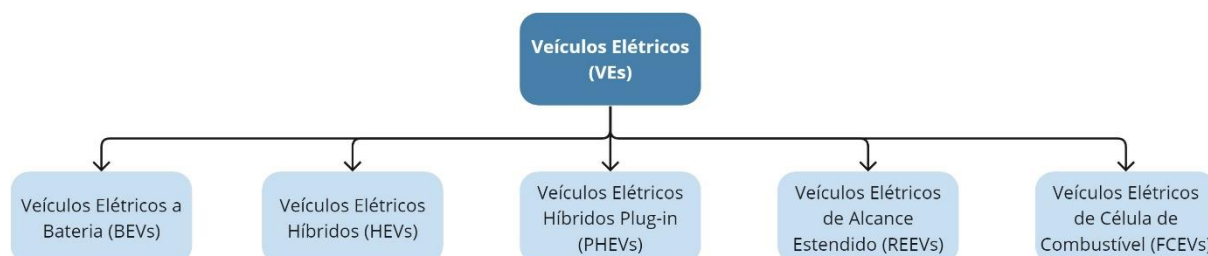 Veículos Elétricos
(VEs)
Veículos Elétricos a
Bateria (BEVs)
Veículos Elétricos
Híbridos (HEVs)
Veículos Elétricos
Híbridos Plug-in
(PHEVs)
Veículos Elétricos
de Alcance
Estendido (REEVs)
Veículos Elétricos
de Célula de
Combustível (FCEVs)